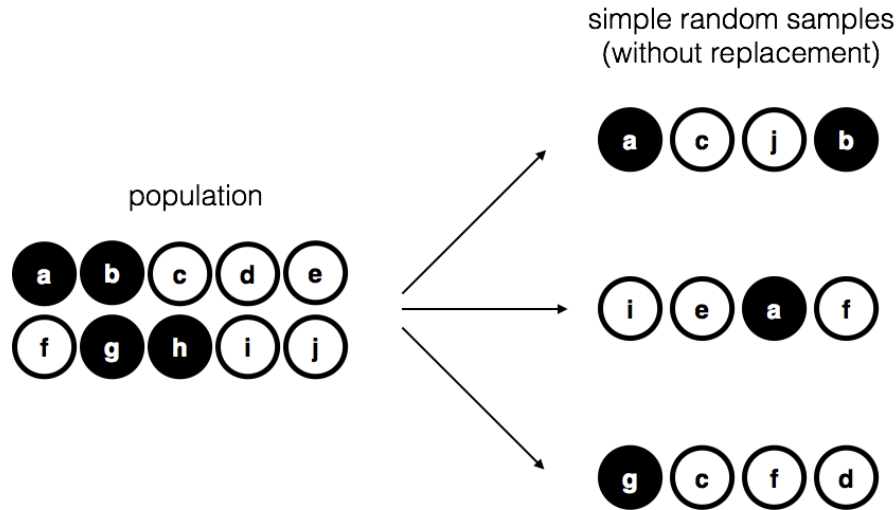 simple random samples
(without replacement)
a c j b
population
a b c d e
i e a f
f g h i j
g c f d